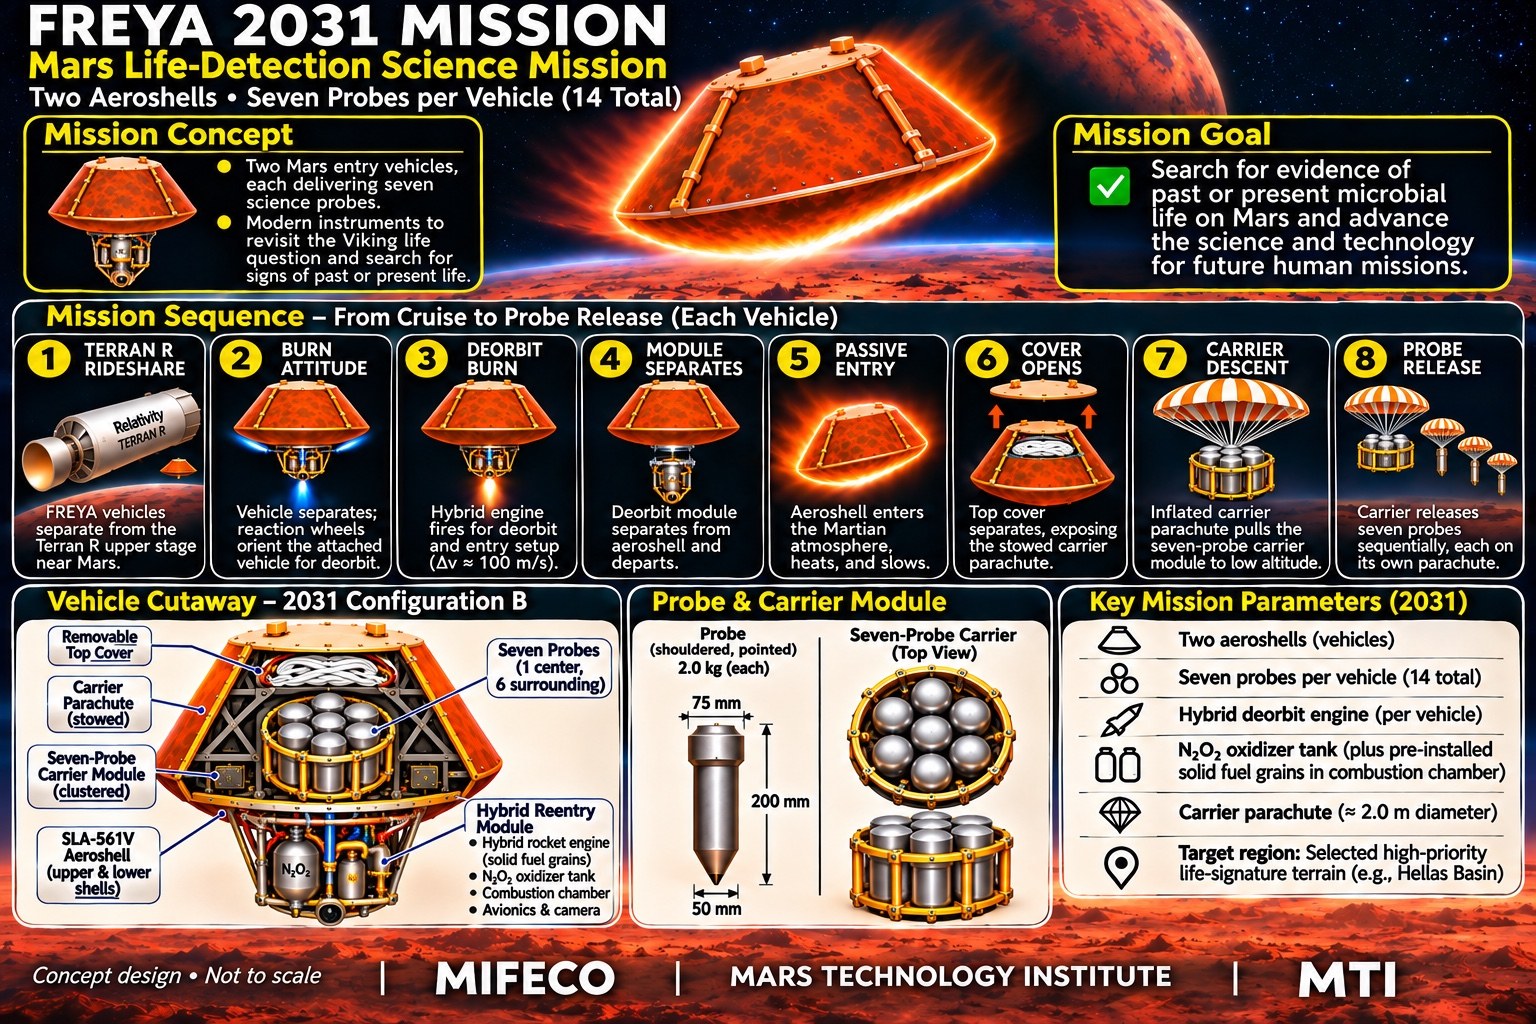 FREYA 2031 MISSION
Mars Life-Detection Science Mission
Two Aeroshells • Seven Probes per Vehicle (14 Total)
Mission Concept
Two Mars entry vehicles,
each delivering seven
science probes.
Modern instruments to
revisit the Viking life
question and search for
signs of past or present life.
Mission Goal
Search for evidence of
past or present microbial
life on Mars and advance
the science and technology
for future human missions.
Mission Sequence – From Cruise to Probe Release (Each Vehicle)
1 TERRAN R
RIDESHARE
Relativity
TERRAN R
FREYA vehicles
separate from the
Terran R upper stage
near Mars.
2 BURN
ATTITUDE
Vehicle separates;
reaction wheels
orient the attached
vehicle for deorbit.
3 DEORBIT
BURN
Hybrid engine
fires for deorbit
and entry setup
(Δv ≈ 100 m/s).
4 MODULE
SEPARATES
Deorbit module
separates from
aeroshell and
departs.
5 PASSIVE
ENTRY
Aeroshell enters
the Martian
atmosphere,
heats, and slows.
6 COVER
OPENS
Top cover
separates, exposing
the stowed carrier
parachute.
7 CARRIER
DESCENT
Inflated carrier
parachute pulls the
seven-probe carrier
module to low altitude.
8 PROBE
RELEASE
Carrier releases
seven probes
sequentially, each on
its own parachute.
Vehicle Cutaway – 2031 Configuration B
Removable
Top Cover
Carrier
Parachute
(stowed)
Seven-Probe
Carrier Module
(clustered)
SLA-561V
Aeroshell
(upper & lower
shells)
Seven Probes
(1 center,
6 surrounding)
N₂O₂
Hybrid Reentry
Module
• Hybrid rocket engine
(solid fuel grains)
• N₂O₂ oxidizer tank
• Combustion chamber
• Avionics & camera
Probe & Carrier Module
Probe
(shouldered, pointed)
2.0 kg (each)
75 mm
200 mm
50 mm
Seven-Probe Carrier
(Top View)
Key Mission Parameters (2031)
Two aeroshells (vehicles)
Seven probes per vehicle (14 total)
Hybrid deorbit engine (per vehicle)
N₂O₂ oxidizer tank (plus pre-installed
solid fuel grains in combustion chamber)
Carrier parachute (≈ 2.0 m diameter)
Target region: Selected high-priority
life-signature terrain (e.g., Hellas Basin)
Concept design • Not to scale | MIFECO | MARS TECHNOLOGY INSTITUTE | MTI